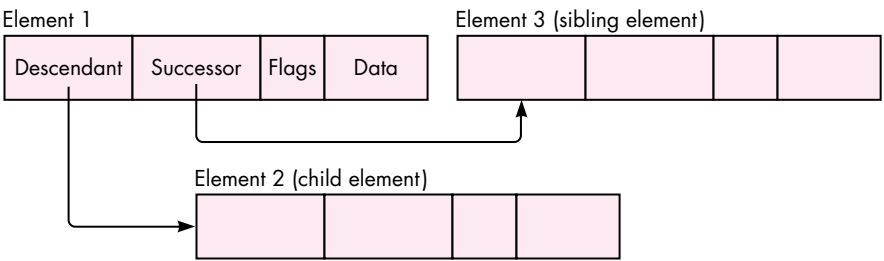 Element 1
Element 3 (sibling element)
Descendant Successor Flags Data
Element 2 (child element)